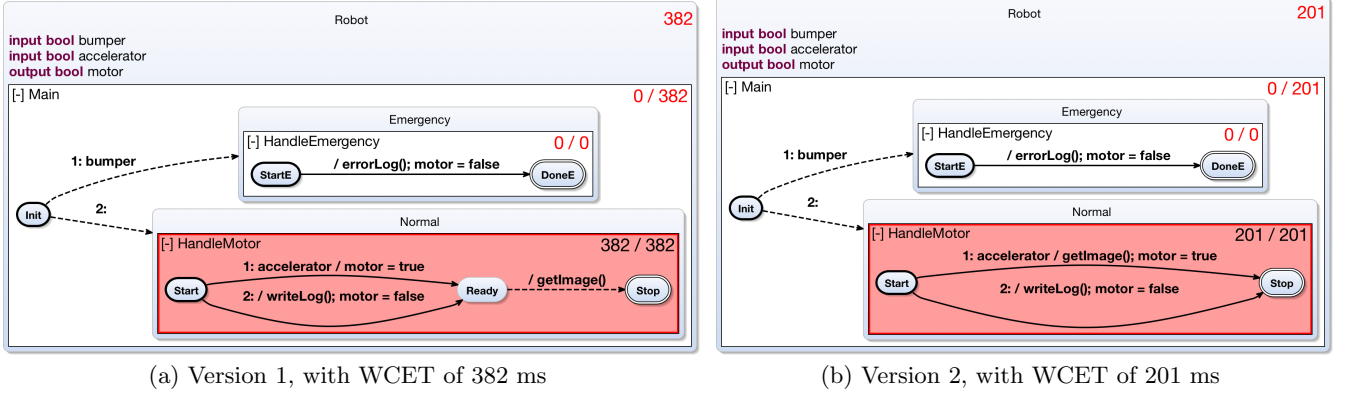 Robot
382
input bool bumper
input bool accelerator
output bool motor
[-] Main
0 / 382
Emergency
[-] HandleEmergency
0 / 0
1: bumper
/ errorLog(); motor = false
StartE
DoneE
Init
2:
Normal
[-] HandleMotor
382 / 382
1: accelerator / motor = true
/ getImage()
Start
Ready
Stop
2: / writeLog(); motor = false
(a) Version 1, with WCET of 382 ms
Robot
201
input bool bumper
input bool accelerator
output bool motor
[-] Main
0 / 201
Emergency
[-] HandleEmergency
0 / 0
1: bumper
/ errorLog(); motor = false
StartE
DoneE
Init
2:
Normal
[-] HandleMotor
201 / 201
1: accelerator / getImage(); motor = true
Start
Stop
2: / writeLog(); motor = false
(b) Version 2, with WCET of 201 ms